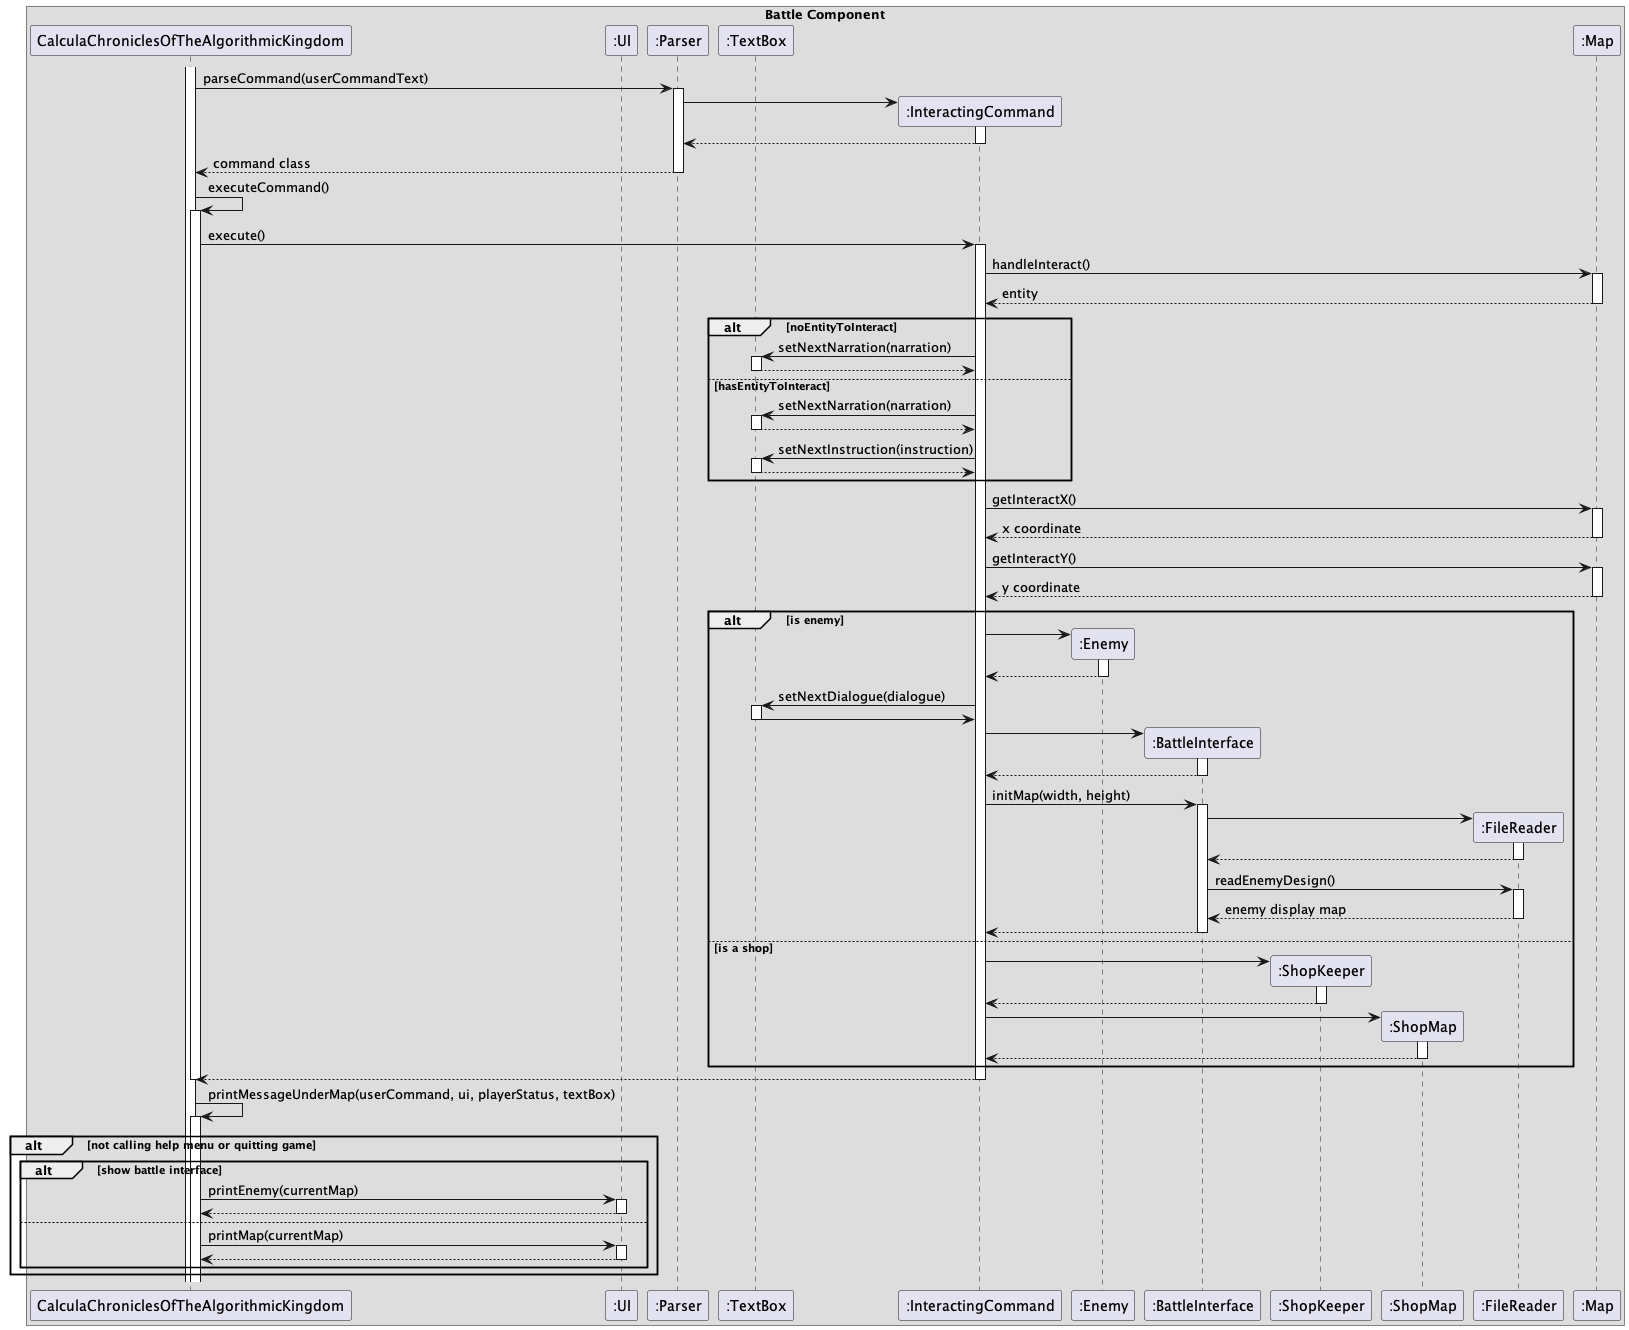 Battle Component
CalculaChroniclesOfTheAlgorithmicKingdom :UI :Parser :TextBox :Map
parseCommand(userCommandText)
:InteractingCommand
command class
executeCommand()
execute()
handleInteract()
entity
alt [noEntityToInteract]
setNextNarration(narration)
[hasEntityToInteract]
setNextNarration(narration)
setNextInstruction(instruction)
getInteractX()
x coordinate
getInteractY()
y coordinate
alt [is enemy]
:Enemy
setNextDialogue(dialogue)
:BattleInterface
initMap(width, height)
:FileReader
readEnemyDesign()
enemy display map
[is a shop]
:ShopKeeper
:ShopMap
printMessageUnderMap(userCommand, ui, playerStatus, textBox)
alt [not calling help menu or quitting game]
alt [show battle interface]
printEnemy(currentMap)
printMap(currentMap)
CalculaChroniclesOfTheAlgorithmicKingdom :UI :Parser :TextBox :InteractingCommand :Enemy :BattleInterface :ShopKeeper :ShopMap :FileReader :Map